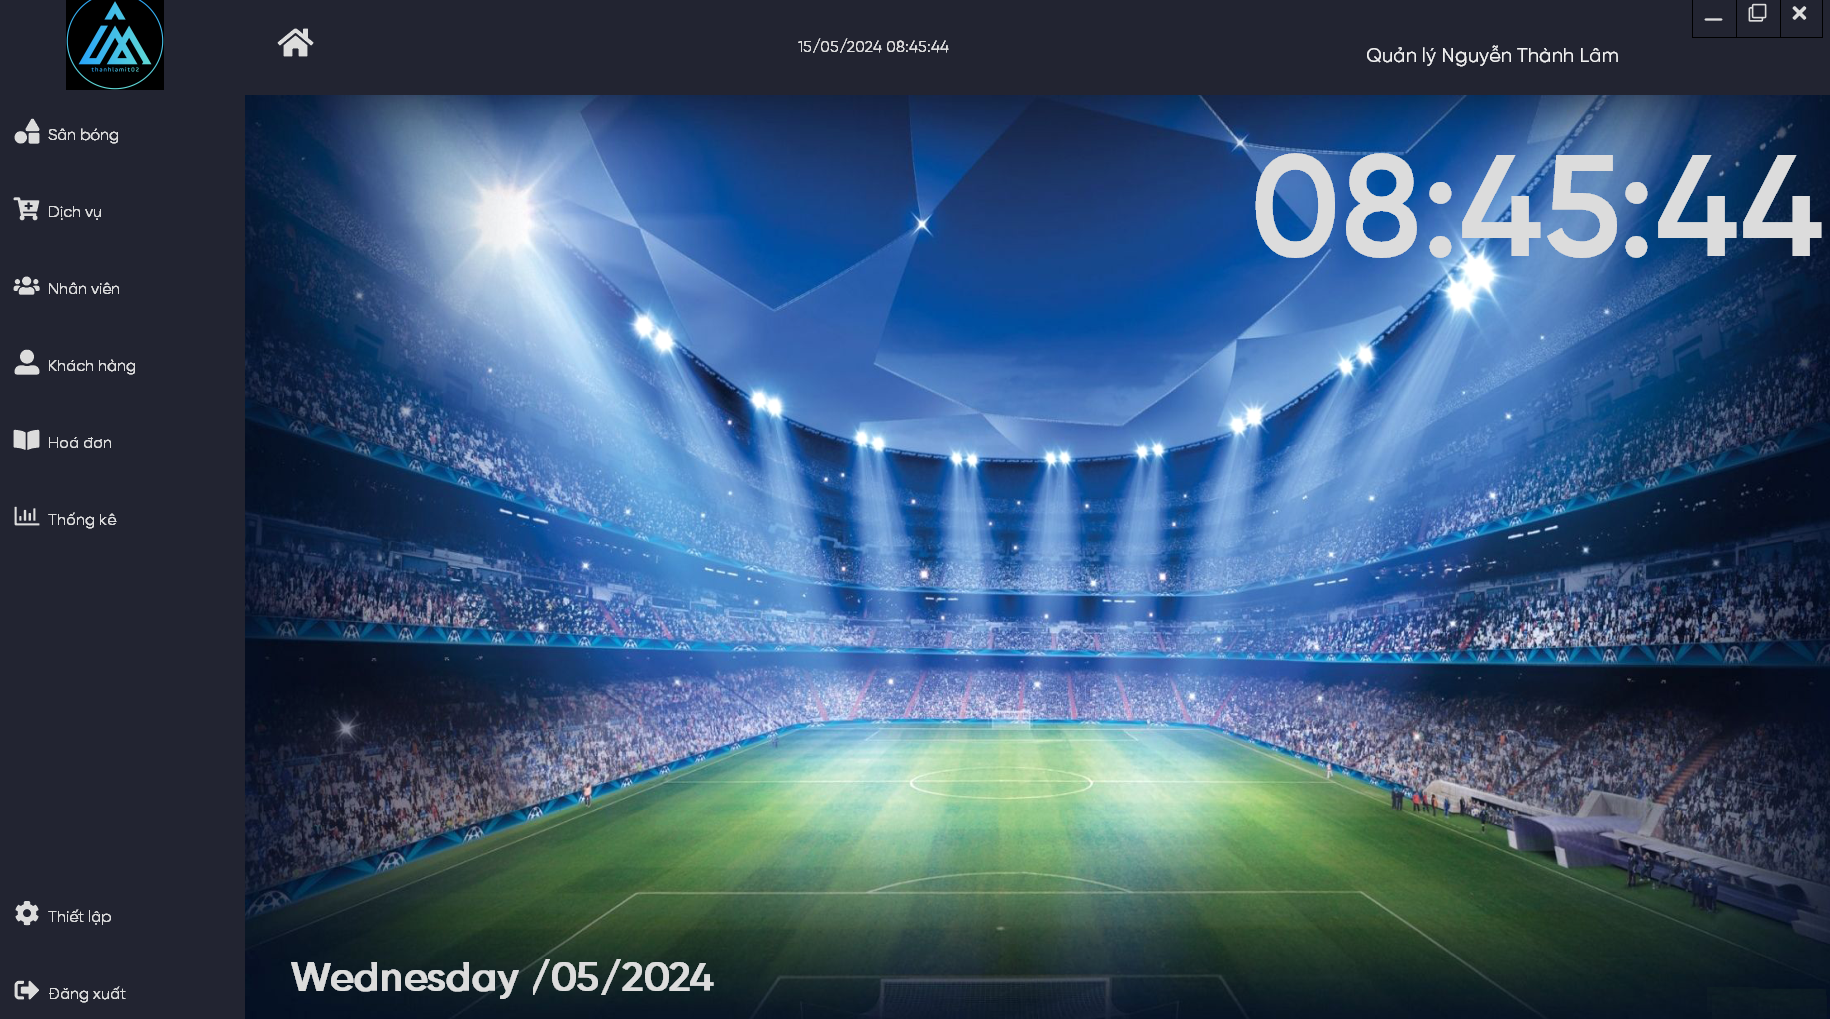 thanhlamit02
15/05/2024 08:45:44
Quản lý Nguyễn Thành Lâm
Sân bóng
Dịch vụ
Nhân viên
Khách hàng
Hoá đơn
Thống kê
Thiết lập
Đăng xuất
08:45:44
Wednesday /05/2024